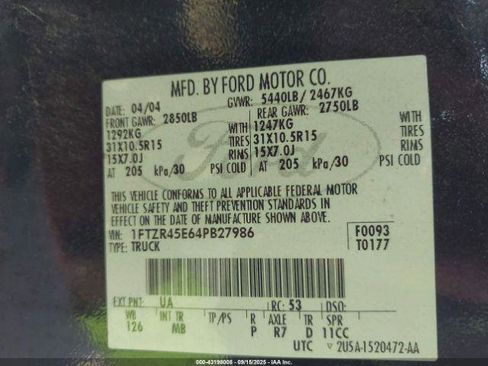 MFD. BY FORD MOTOR CO.
DATE: 04/04 GVWR: 5440LB / 2467KG
FRONT GAWR: 2850LB REAR GAWR: 2750LB
1292KG WITH 1247KG WITH
31X10.5R15 TIRES 31X10.5R15 TIRES
15X7.0J RIMS 15X7.0J RIMS
AT 205 kPa/30 PSI COLD AT 205 kPa/30 PSI COLD
THIS VEHICLE CONFORMS TO ALL APPLICABLE FEDERAL MOTOR
VEHICLE SAFETY AND THEFT PREVENTION STANDARDS IN
EFFECT ON THE DATE OF MANUFACTURE SHOWN ABOVE.
VIN: 1FTZR45E64PB27986 F0093
TYPE: TRUCK T0177
EXT PNT: UA RC: 53 DSO:
WB INT TR TP/PS R AXLE TR SPR
126 MB P R7 D 11CC
UTC ▽ 2U5A-1520472-AA
000-43198008 - 09/15/2025 - IAAI.COM
Ford